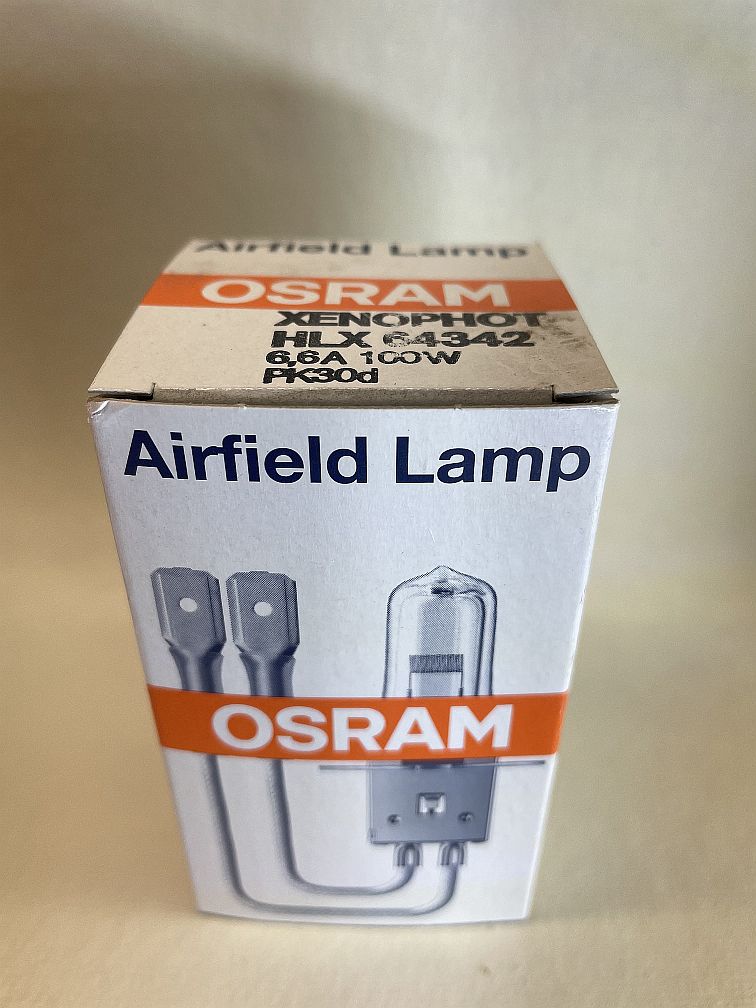 Airfield Lamp
OSRAM
XENOPHOT
HLX 64342
6,6A 100W
PK30d
Airfield Lamp
OSRAM